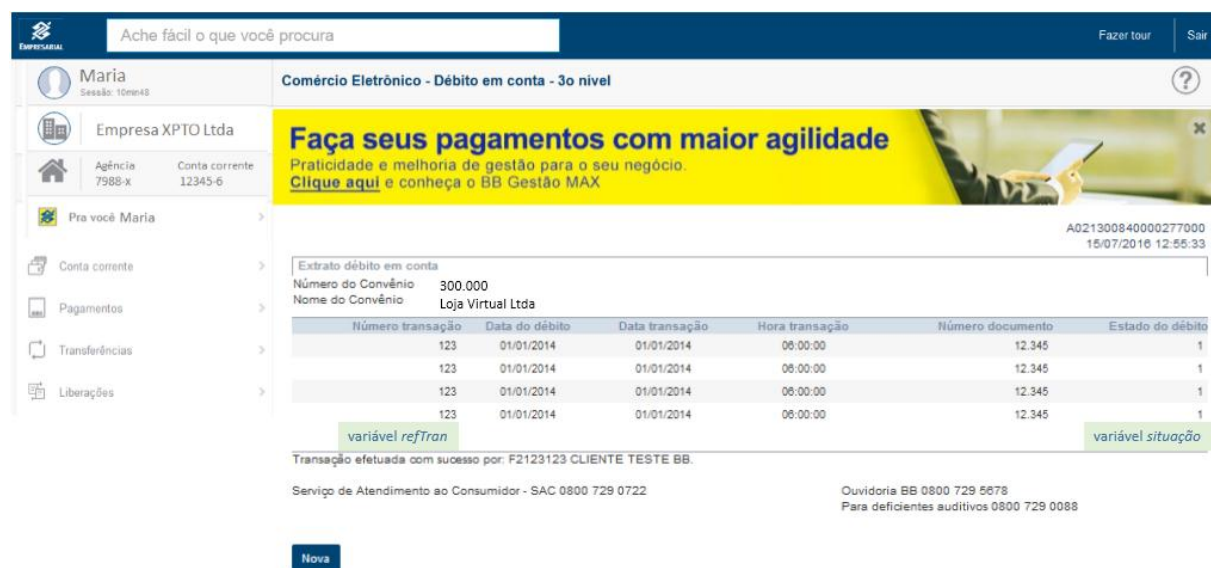 EMPRESARIAL
Ache fácil o que você procura
Fazer tour
Sair
Maria
Sessão: 10min48
Empresa XPTO Ltda
Agência Conta corrente
7988-x 12345-6
Pra você Maria
Conta corrente
Pagamentos
Transferências
Liberações
Comércio Eletrônico - Débito em conta - 3o nível
?
Faça seus pagamentos com maior agilidade
Praticidade e melhoria de gestão para o seu negócio.
Clique aqui e conheça o BB Gestão MAX
A021300840000277000
15/07/2016 12:55:33
Extrato débito em conta
Número do Convênio 300.000
Nome do Convênio Loja Virtual Ltda
Número transação Data do débito Data transação Hora transação Número documento Estado do débito
123 01/01/2014 01/01/2014 06:00:00 12.345 1
123 01/01/2014 01/01/2014 06:00:00 12.345 1
123 01/01/2014 01/01/2014 06:00:00 12.345 1
123 01/01/2014 01/01/2014 06:00:00 12.345 1
variável refTran variável situação
Transação efetuada com sucesso por: F2123123 CLIENTE TESTE BB.
Serviço de Atendimento ao Consumidor - SAC 0800 729 0722
Ouvidoria BB 0800 729 5678
Para deficientes auditivos 0800 729 0088
Nova